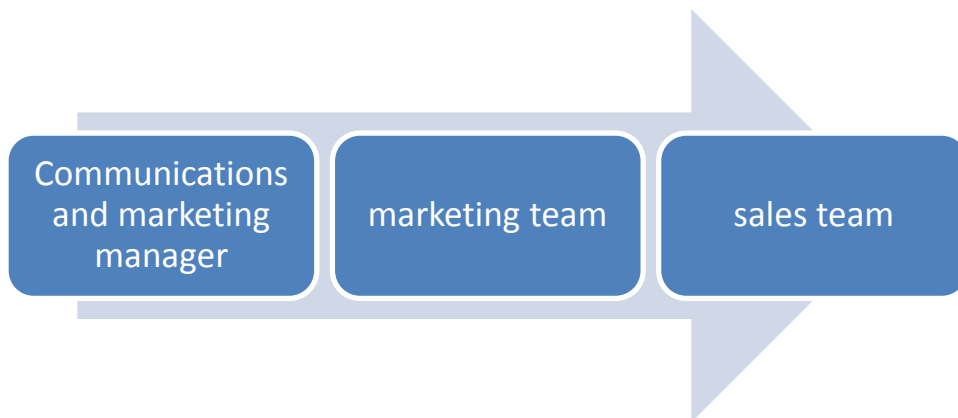 Communications
and marketing
manager
marketing team
sales team